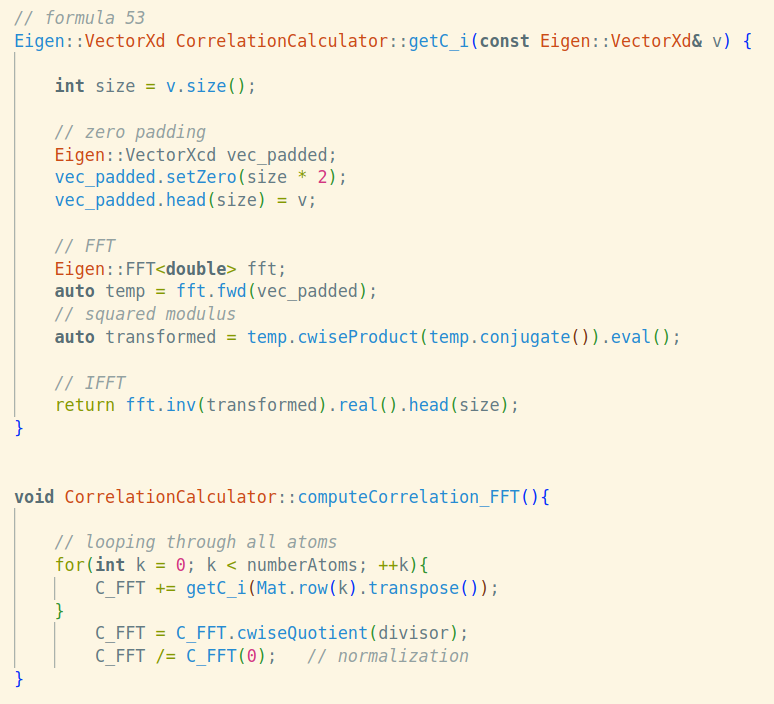 // formula 53
Eigen::VectorXd CorrelationCalculator::getC_i(const Eigen::VectorXd& v) {
    int size = v.size();
    // zero padding
    Eigen::VectorXcd vec_padded;
    vec_padded.setZero(size * 2);
    vec_padded.head(size) = v;
    // FFT
    Eigen::FFT<double> fft;
    auto temp = fft.fwd(vec_padded);
    // squared modulus
    auto transformed = temp.cwiseProduct(temp.conjugate()).eval();
    // IFFT
    return fft.inv(transformed).real().head(size);
}
void CorrelationCalculator::computeCorrelation_FFT(){
    // looping through all atoms
    for(int k = 0; k < numberAtoms; ++k){
        C_FFT += getC_i(Mat.row(k).transpose());
    }
        C_FFT = C_FFT.cwiseQuotient(divisor);
        C_FFT /= C_FFT(0);   // normalization
}